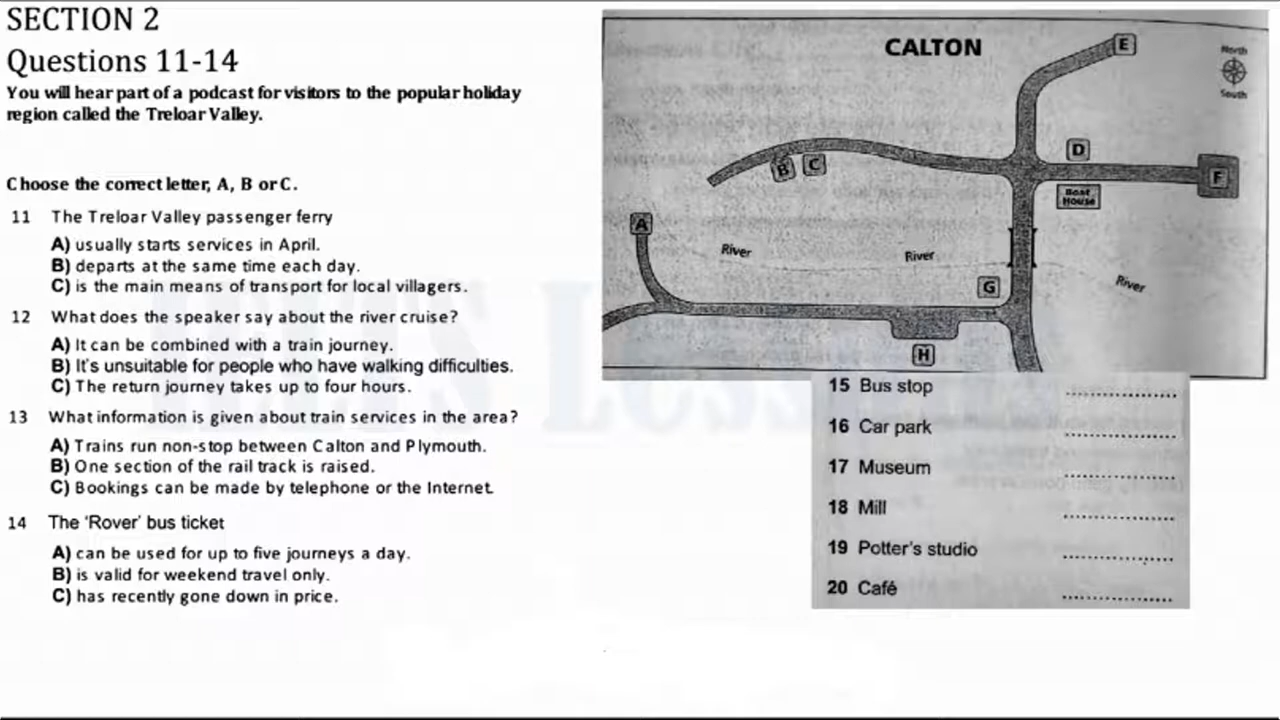 SECTION 2
Questions 11-14
You will hear part of a podcast for visitors to the popular holiday
region called the Treloar Valley.
Choose the correct letter, A, B or C.
11 The Treloar Valley passenger ferry
A) usually starts services in April.
B) departs at the same time each day.
C) is the main means of transport for local villagers.
12 What does the speaker say about the river cruise?
A) It can be combined with a train journey.
B) It's unsuitable for people who have walking difficulties.
C) The return journey takes up to four hours.
13 What information is given about train services in the area?
A) Trains run non-stop between Calton and Plymouth.
B) One section of the rail track is raised.
C) Bookings can be made by telephone or the Internet.
14 The 'Rover' bus ticket
A) can be used for up to five journeys a day.
B) is valid for weekend travel only.
C) has recently gone down in price.
CALTON
E
North
South
D
B
C
F
Boat
House
A
River
River
River
G
H
15 Bus stop ....................
16 Car park ....................
17 Museum ....................
18 Mill ....................
19 Potter's studio ....................
20 Café ....................